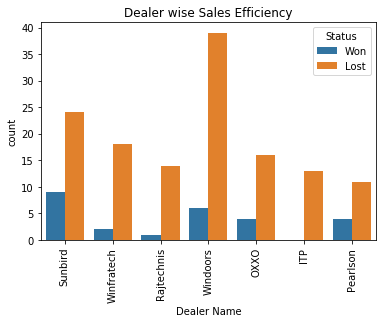 Dealer wise Sales Efficiency
Status
Won
Lost
count
40
35
30
25
20
15
10
5
0
Sunbird
Winfratech
Rajtechnis
Windoors
OXXO
ITP
Pearlson
Dealer Name